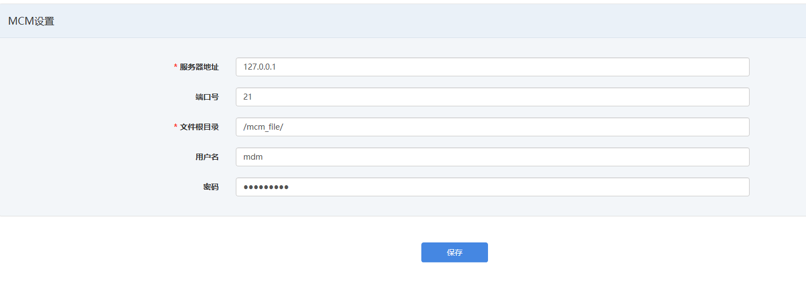 MCM设置
* 服务器地址 127.0.0.1
端口号 21
* 文件根目录 /mcm_file/
用户名 mdm
密码 ●●●●●●●●●
保存